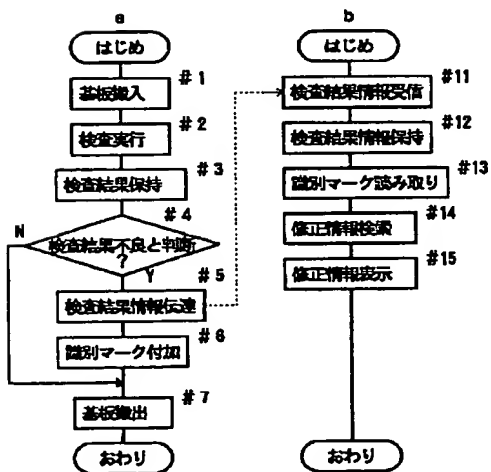 a
はじめ
#1
基板搬入
#2
検査実行
#3
検査結果保持
#4
N
検査結果不良と判断
?
Y
#5
検査結果情報伝達
#6
識別マーク付加
#7
基板搬出
おわり
b
はじめ
#11
検査結果情報受信
#12
検査結果情報保持
#13
識別マーク読み取り
#14
修正情報検索
#15
修正情報表示
おわり